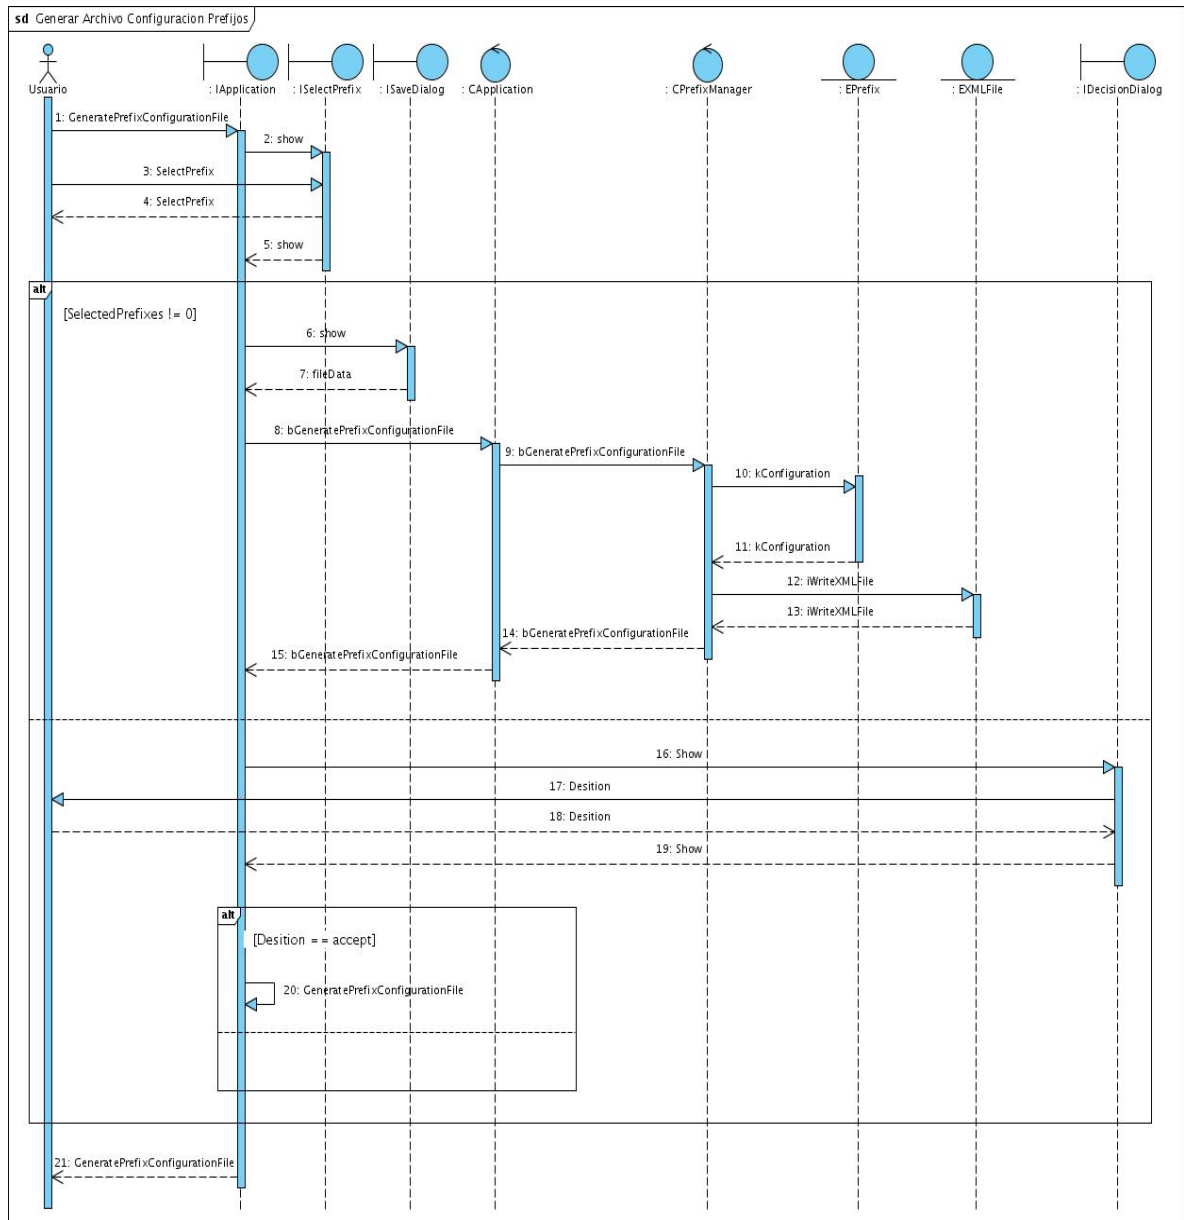 sd Generar Archivo Configuracion Prefijos
Usuario
: IApplication
: ISelectPrefix
: ISaveDialog
: CApplication
: CPrefixManager
: EPrefix
: EXMLFile
: IDecisionDialog
1: GeneratePrefixConfigurationFile
2: show
3: SelectPrefix
4: SelectPrefix
5: show
alt
[SelectedPrefixes != 0]
6: show
7: fileData
8: bGeneratePrefixConfigurationFile
9: bGeneratePrefixConfigurationFile
10: kConfiguration
11: kConfiguration
12: iWriteXMLFile
13: iWriteXMLFile
14: bGeneratePrefixConfigurationFile
15: bGeneratePrefixConfigurationFile
16: Show
17: Desition
18: Desition
19: Show
alt
[Desition == accept]
20: GeneratePrefixConfigurationFile
21: GeneratePrefixConfigurationFile